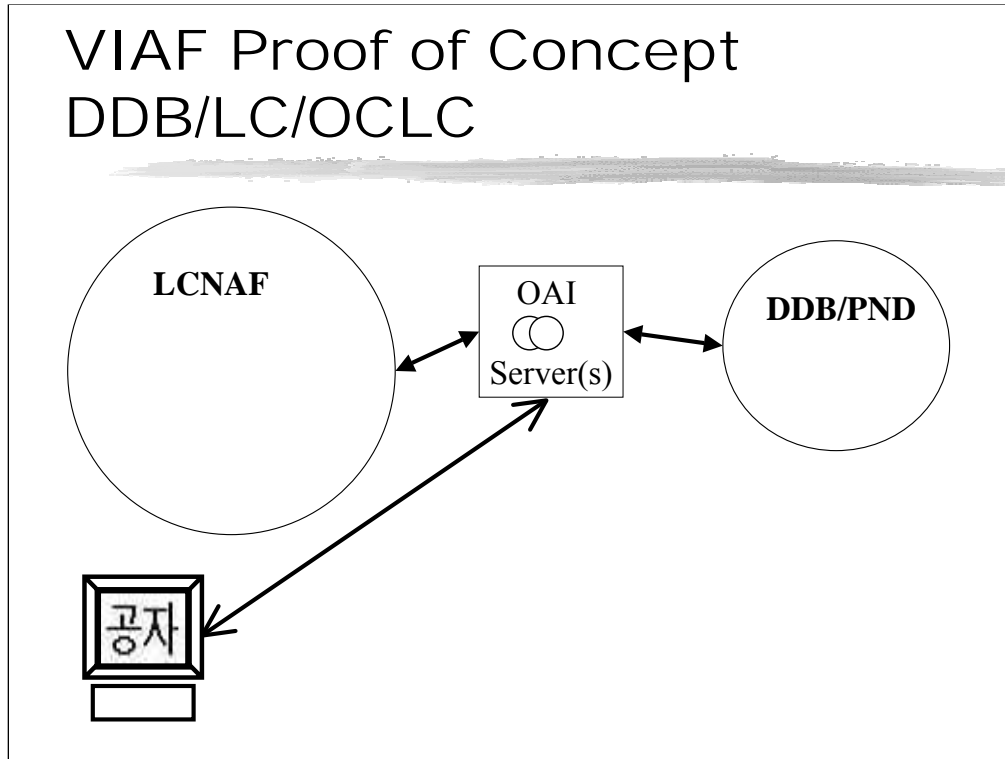 VIAF Proof of Concept
DDB/LC/OCLC
LCNAF
OAI
Server(s)
DDB/PND
공자